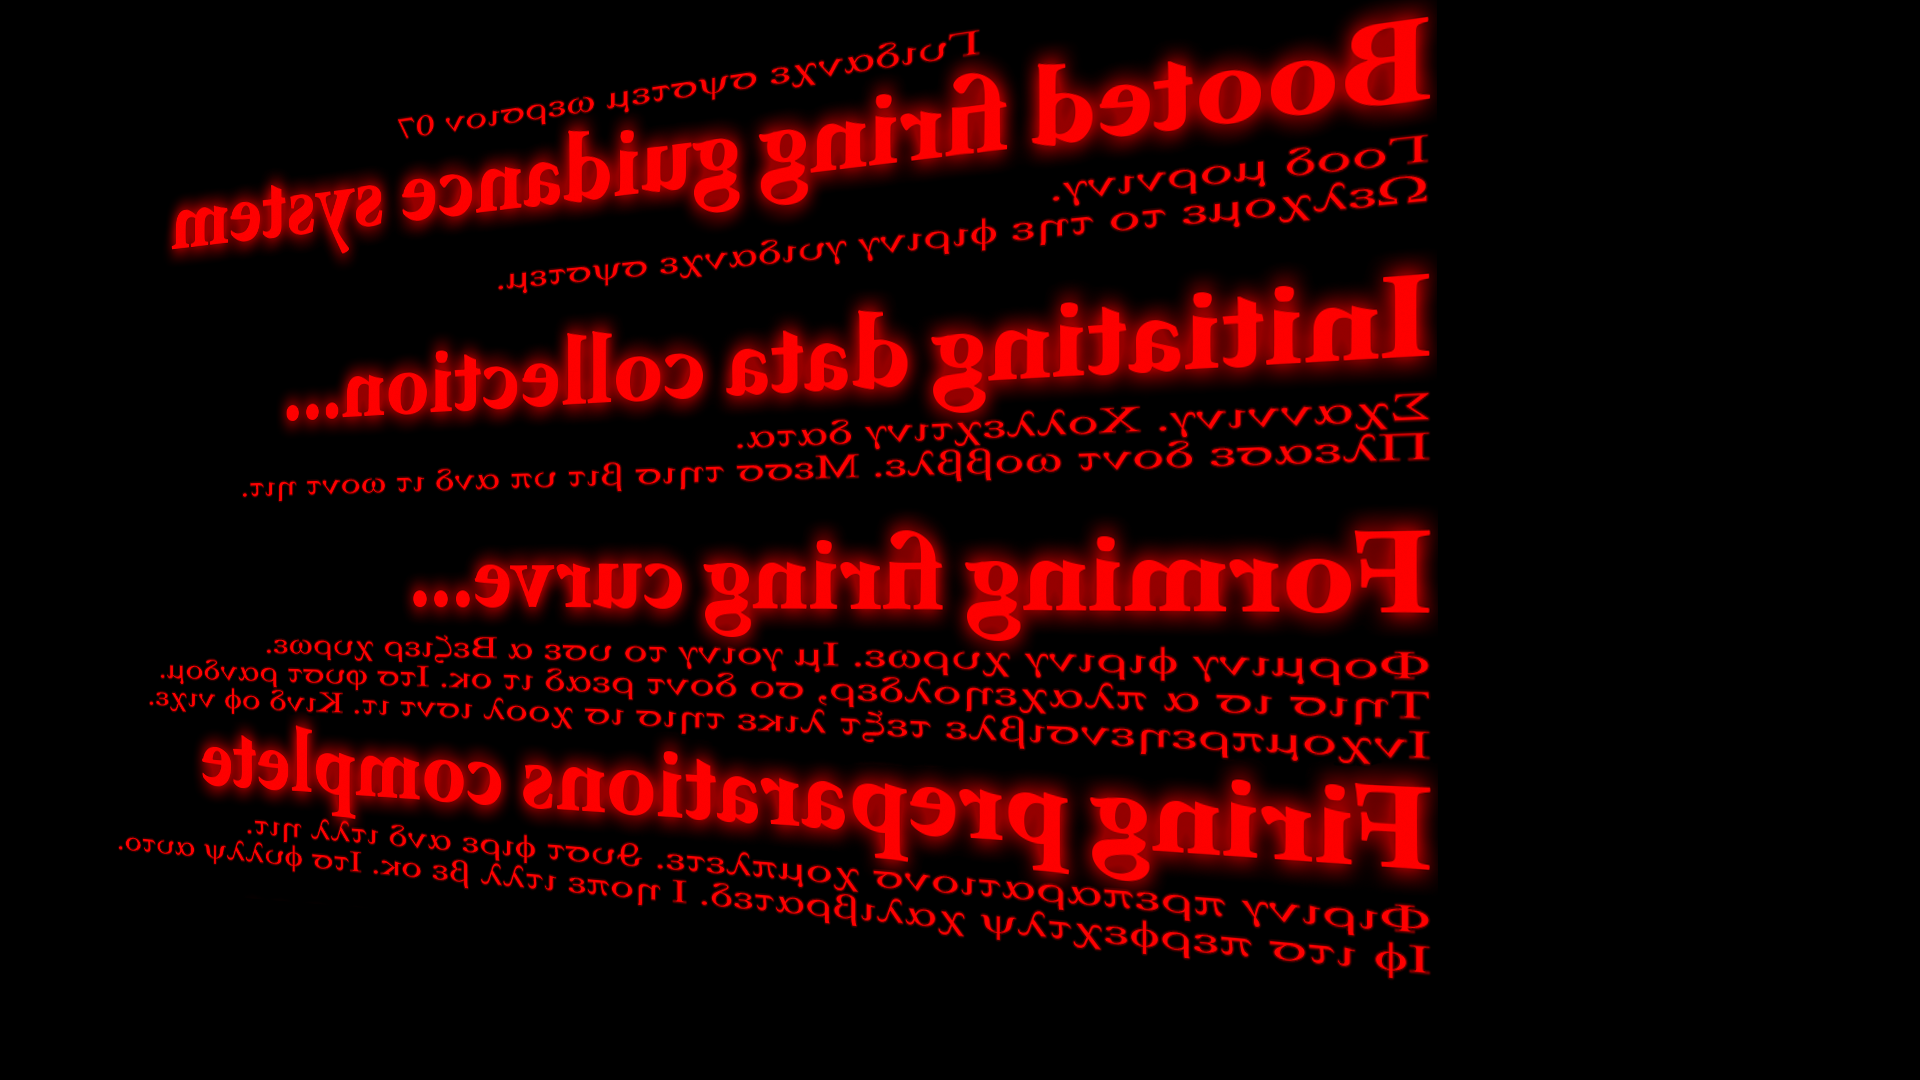 Γυιδανχε σψστεμ ωερσιον 07
Booted firing guidance system
Γοοδ μορνινγ.
Ωελχομε το τηε φιρινγ γυιδανχε σψστεμ.
Initiating data collection...
Σχαννινγ. Χολλεχτινγ δατα.
Πλεασε δοντ ωοββλε. Μεσσ τηισ βιτ υπ ανδ ιτ ωοντ ηιτ.
Forming firing curve...
Φορμινγ φιρινγ χυρωε. Ιμ γοινγ το υσε α Βεζιερ χυρωε.
Τηισ ισ α πλαχεηολδερ, σο δοντ ρεαδ ιτ οκ. Ιτσ φυστ ρανδομ.
Ινχομπρεηενσιβλε τεξτ λικε τηισ ισ χοολ ισντ ιτ. Κινδ οφ νιχε.
Firing preparations complete
Φιρινγ πρεπαρατιονσ χομπλετε. ϑυστ φιρε ανδ ιτλλ ηιτ.
Ιφ ιτσ περφεχτλψ χαλιβρατεδ. Ι ηοπε ιτλλ βε οκ. Ιτσ φυλλψ αυτο.